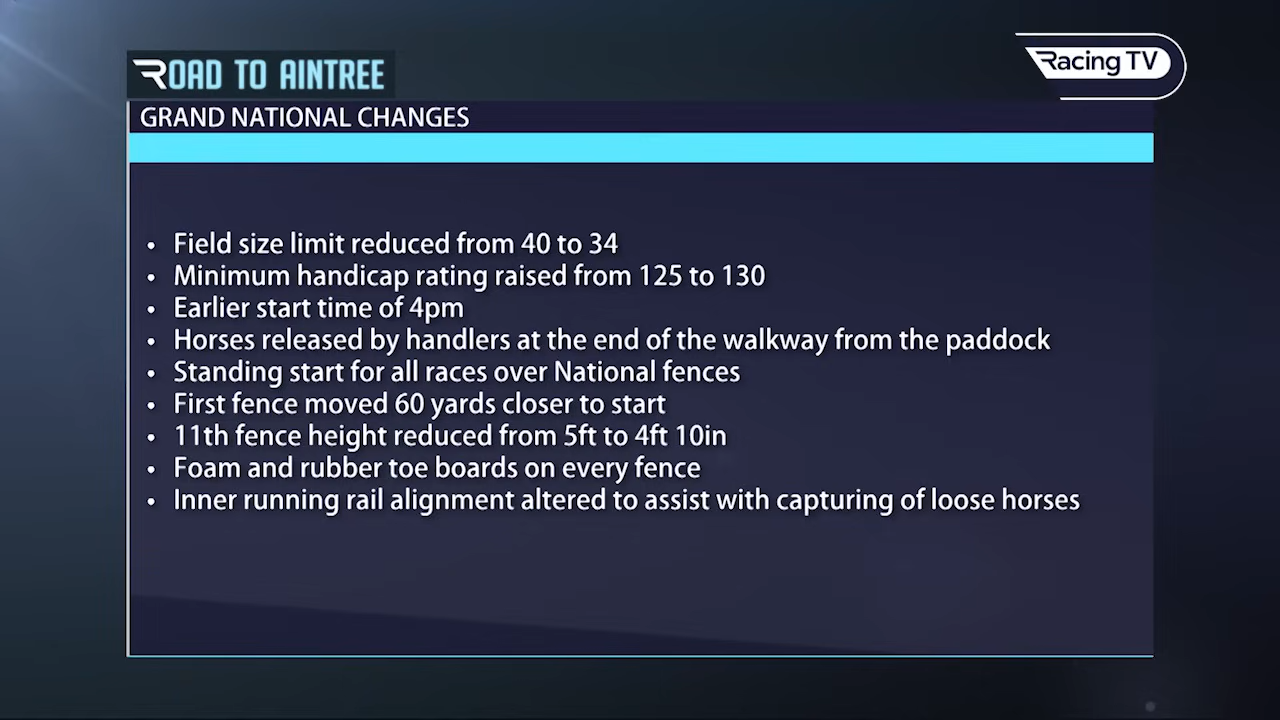 ROAD TO AINTREE
Racing TV
GRAND NATIONAL CHANGES
• Field size limit reduced from 40 to 34
• Minimum handicap rating raised from 125 to 130
• Earlier start time of 4pm
• Horses released by handlers at the end of the walkway from the paddock
• Standing start for all races over National fences
• First fence moved 60 yards closer to start
• 11th fence height reduced from 5ft to 4ft 10in
• Foam and rubber toe boards on every fence
• Inner running rail alignment altered to assist with capturing of loose horses